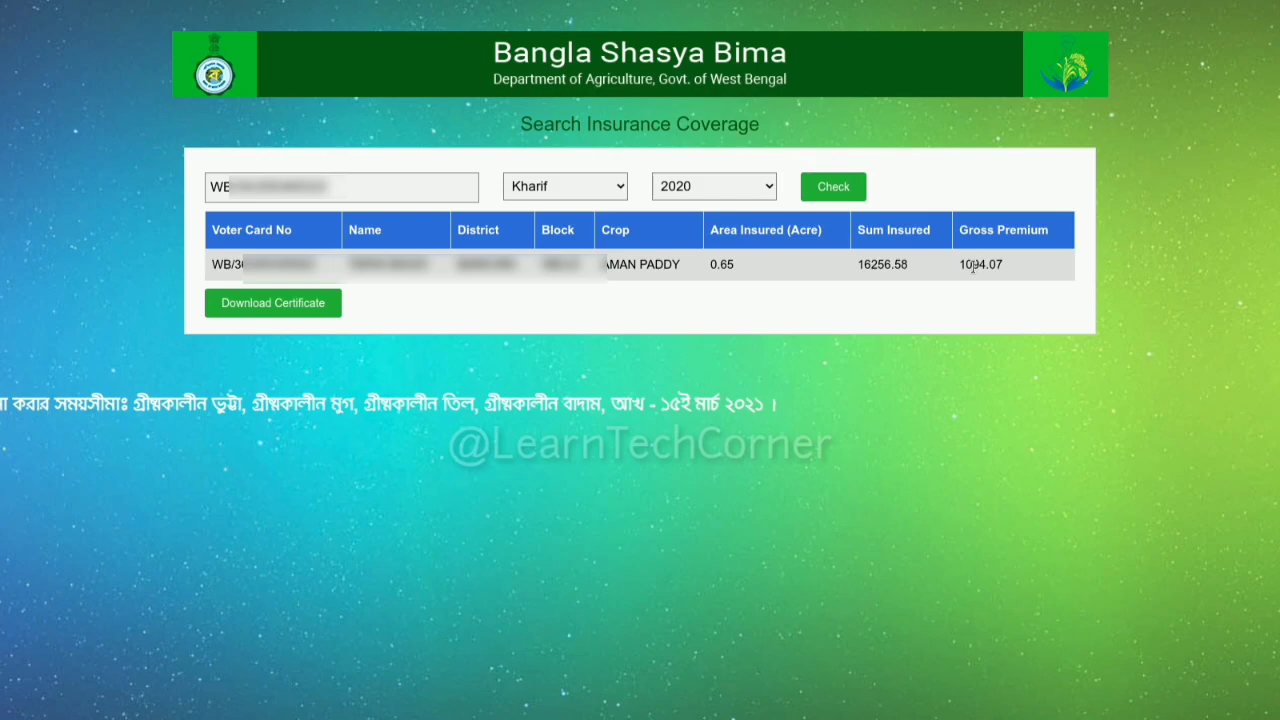 Bangla Shasya Bima
Department of Agriculture, Govt. of West Bengal
Search Insurance Coverage
WB
Kharif 2020 Check
Voter Card No Name District Block Crop Area Insured (Acre) Sum Insured Gross Premium
WB/3 AMAN PADDY 0.65 16256.58 1094.07
Download Certificate
করার সময়সীমাঃ গ্রীষ্মকালীন ভুট্টা, গ্রীষ্মকালীন মুগ, গ্রীষ্মকালীন তিল, গ্রীষ্মকালীন বাদাম, আখ - ১৫ই মার্চ ২০২১ ।
@LearnTechCorner